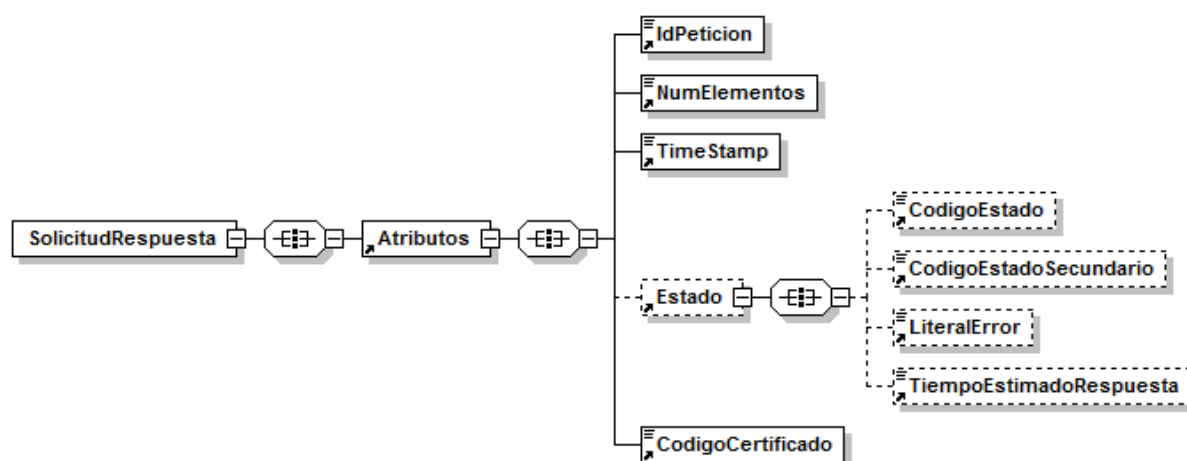 IdPeticion
NumElementos
TimeStamp
SolicitudRespuesta
Atributos
Estado
CodigoEstado
CodigoEstadoSecundario
LiteralError
TiempoEstimadoRespuesta
CodigoCertificado